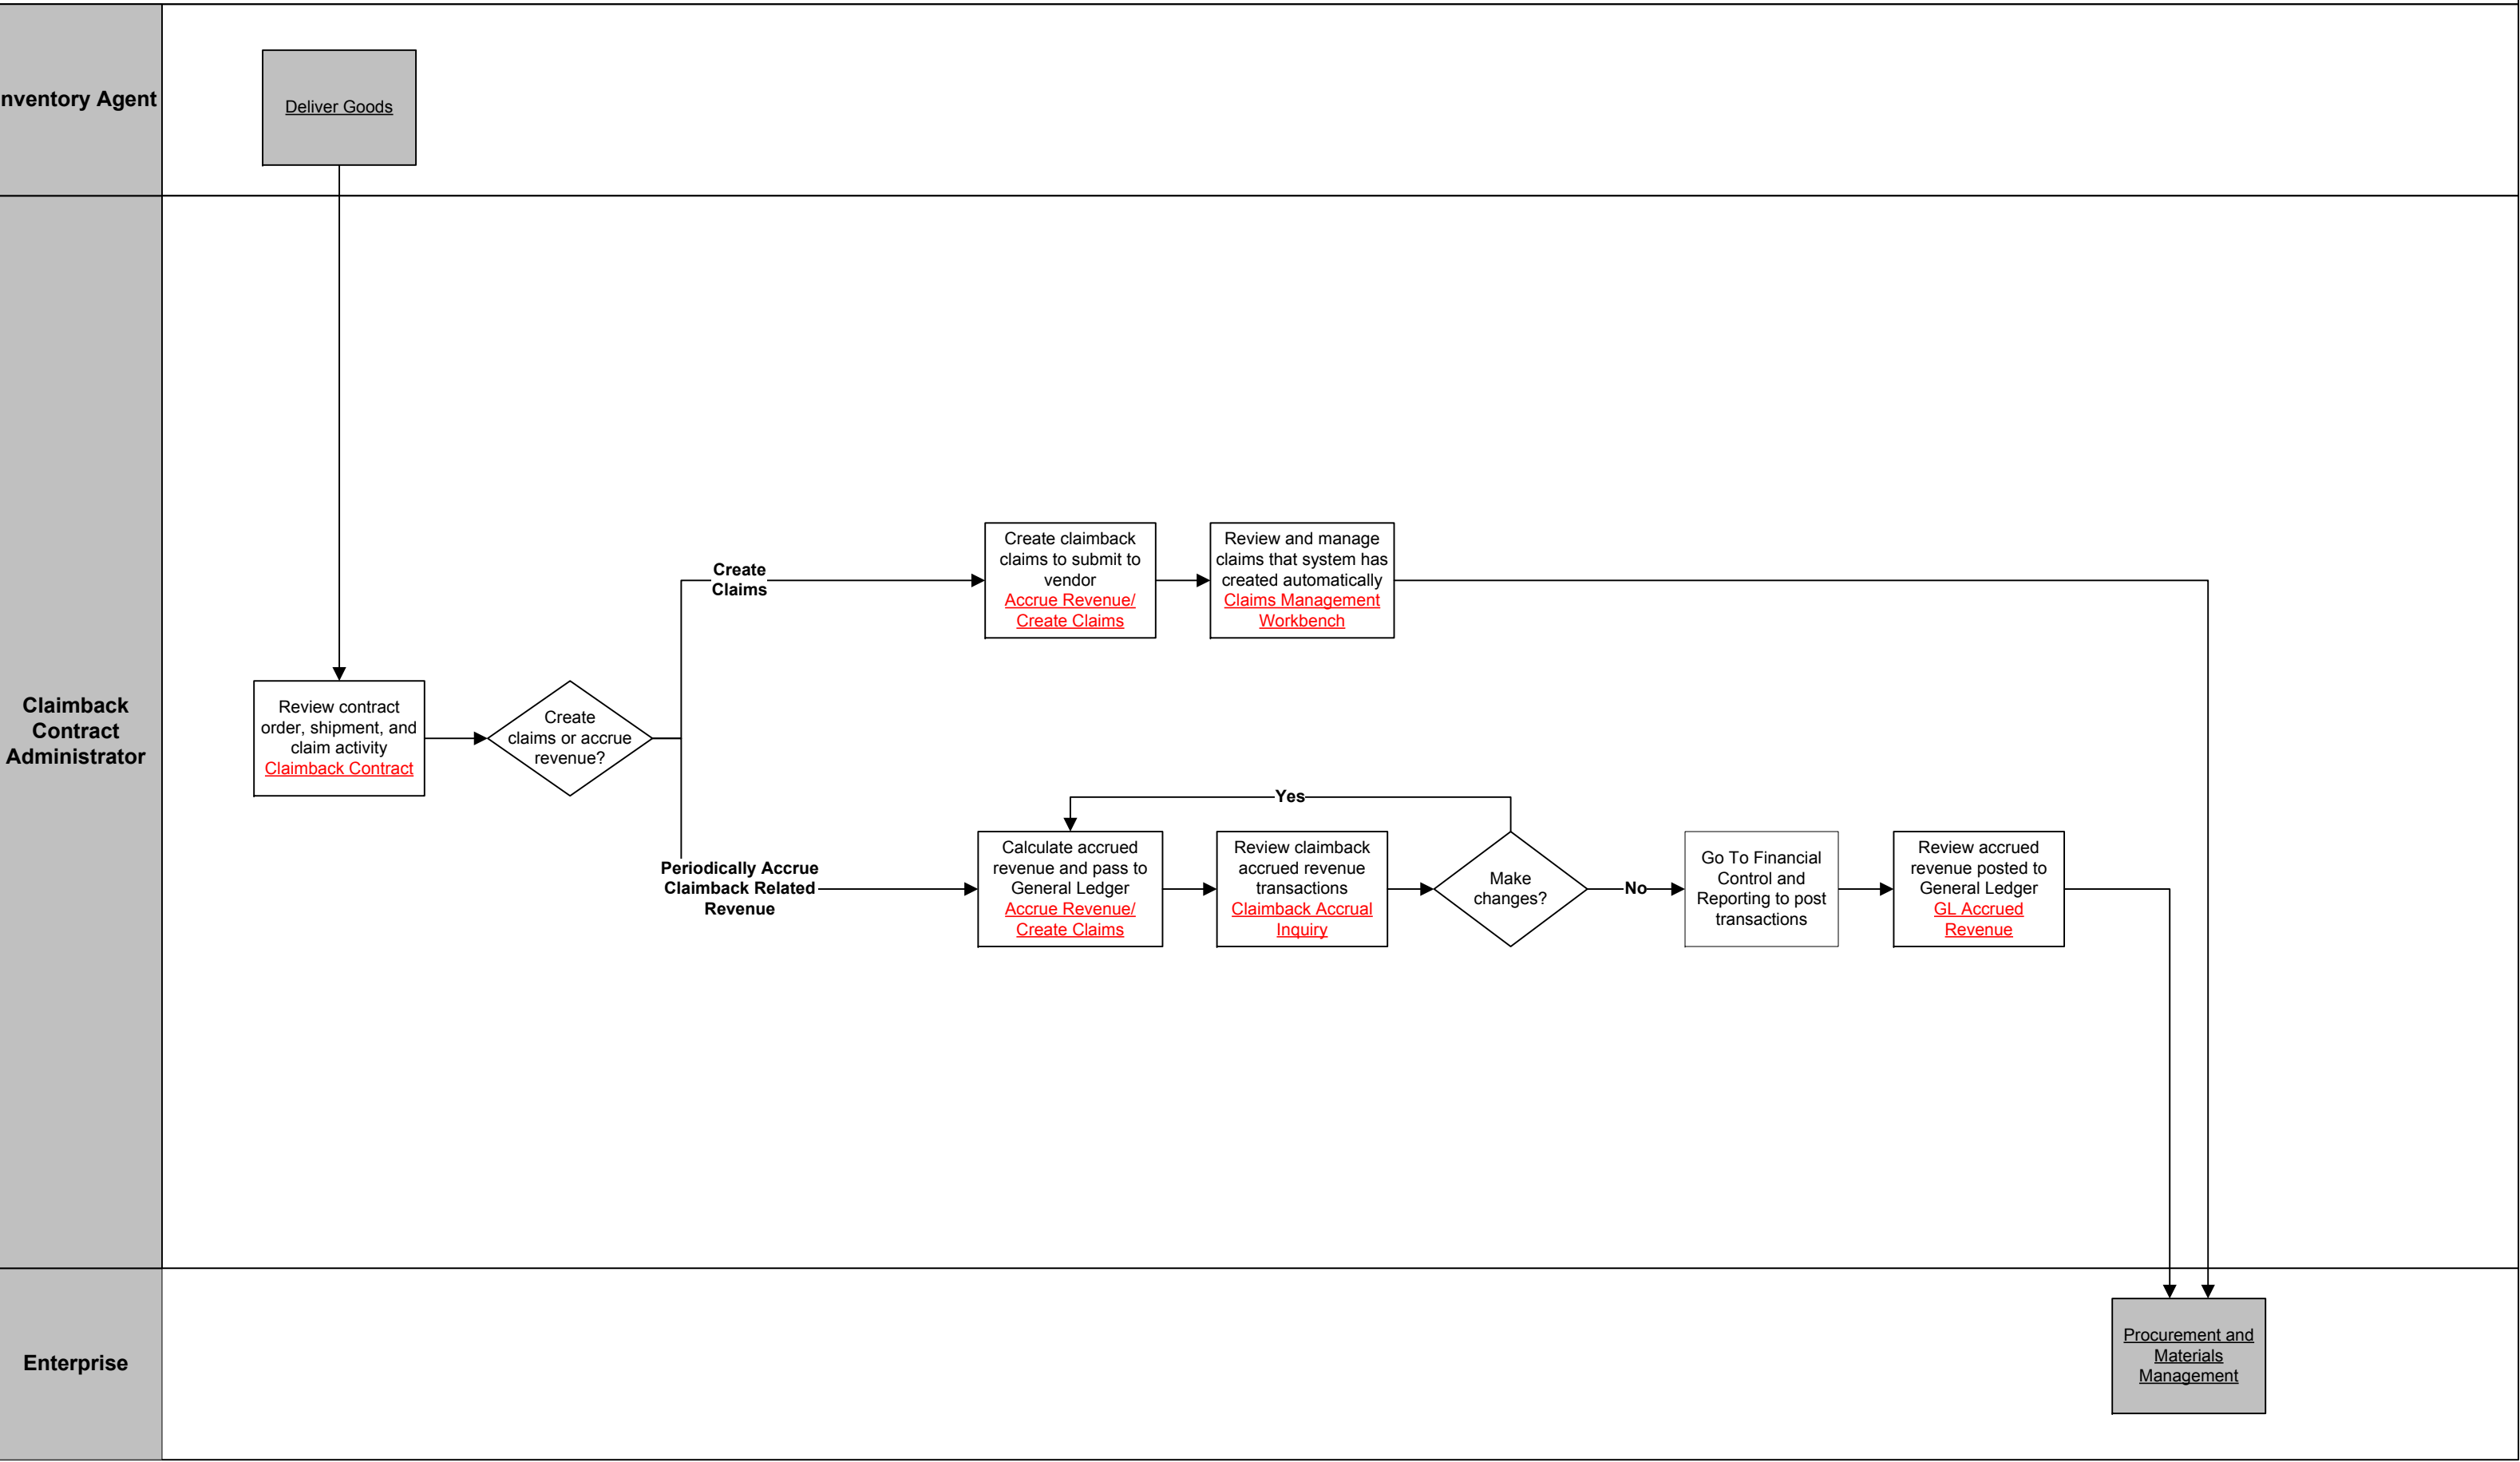 nventory Agent
Deliver Goods
Claimback
Contract
Administrator
Review contract
order, shipment, and
claim activity
Claimback Contract
Create
claims or accrue
revenue?
Create
Claims
Create claimback
claims to submit to
vendor
Accrue Revenue/
Create Claims
Review and manage
claims that system has
created automatically
Claims Management
Workbench
Periodically Accrue
Claimback Related
Revenue
Calculate accrued
revenue and pass to
General Ledger
Accrue Revenue/
Create Claims
Review claimback
accrued revenue
transactions
Claimback Accrual
Inquiry
Yes
Make
changes?
No
Go To Financial
Control and
Reporting to post
transactions
Review accrued
revenue posted to
General Ledger
GL Accrued
Revenue
Enterprise
Procurement and
Materials
Management